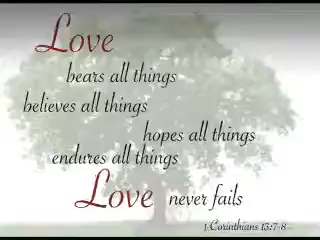 Love
bears all things
believes all things
hopes all things
endures all things
Love never fails
1 Corinthians 13:7-8